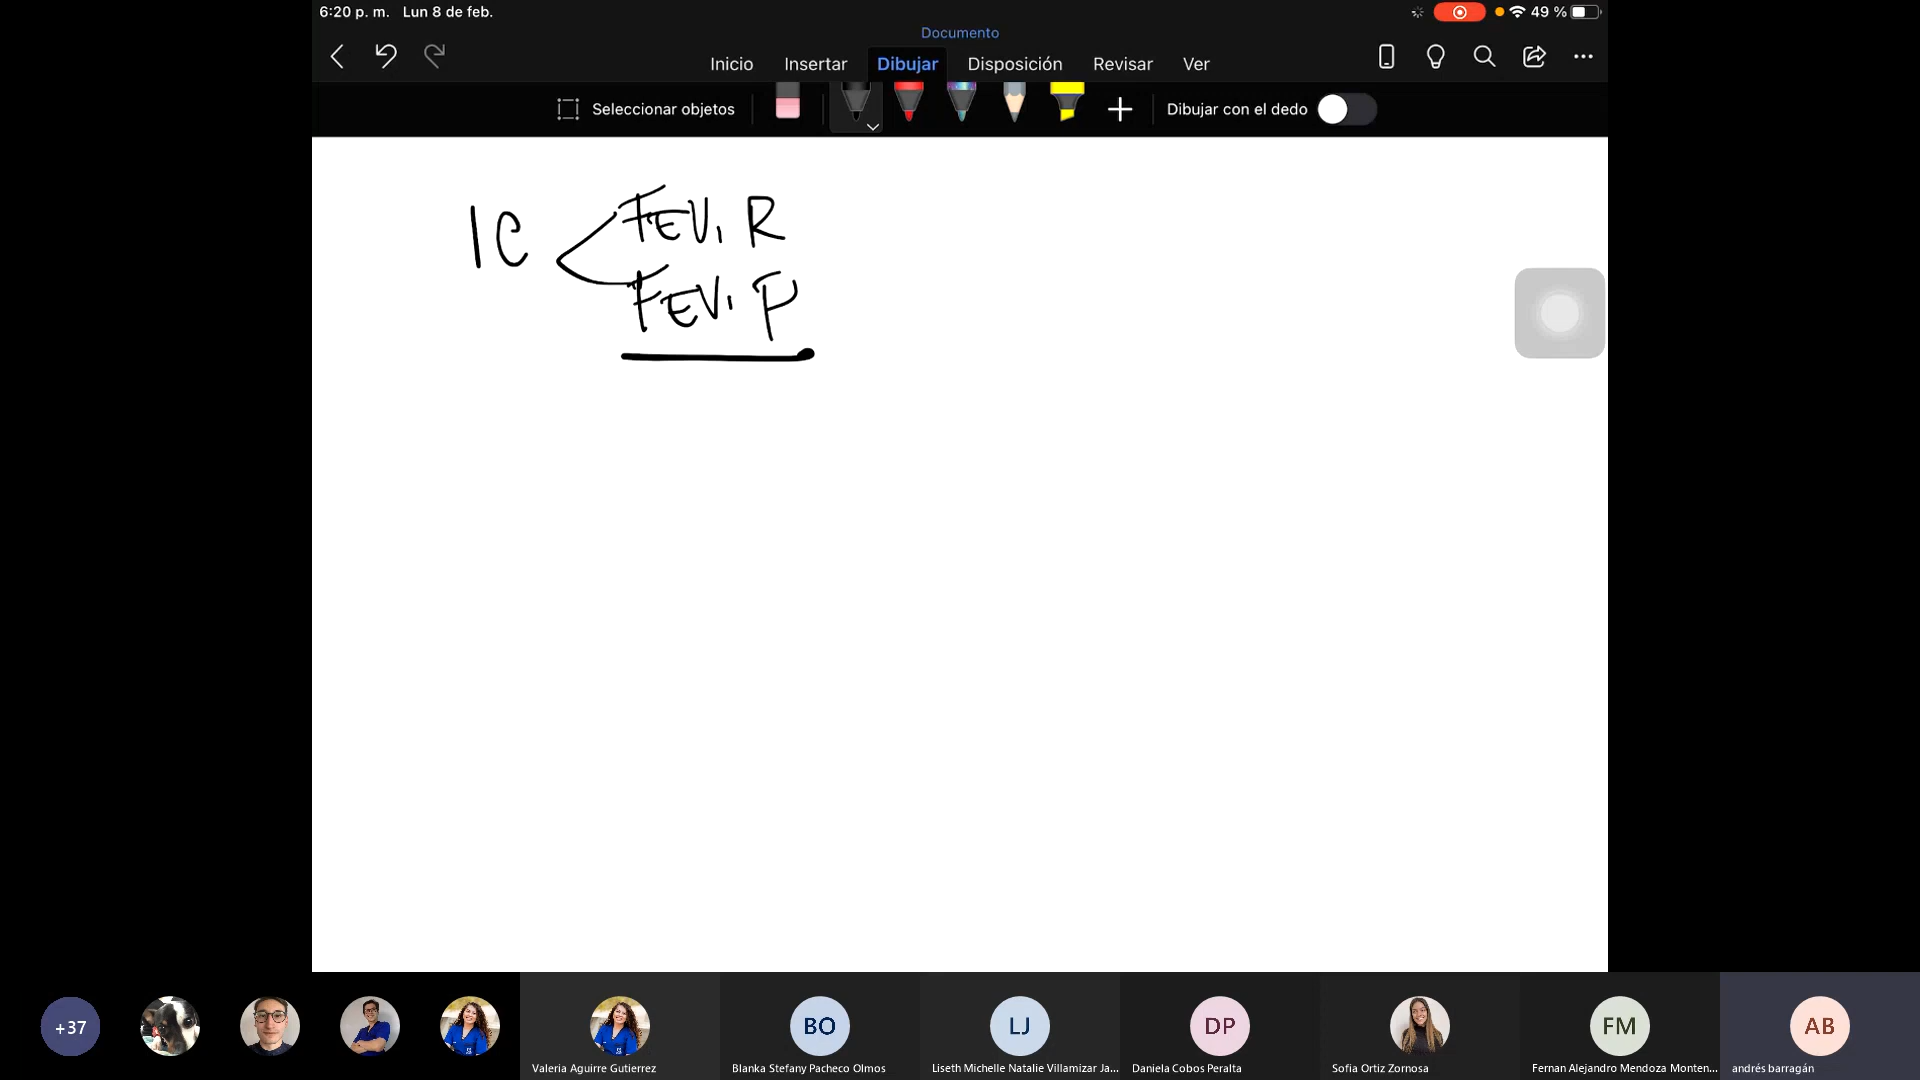 6:20 p. m. Lun 8 de feb.
49 %
Documento
Inicio Insertar Dibujar Disposición Revisar Ver
Seleccionar objetos
Dibujar con el dedo
IC
FEVI R
FEVI P
+37
BO LJ DP FM AB
Valeria Aguirre Gutierrez
Blanka Stefany Pacheco Olmos
Liseth Michelle Natalie Villamizar Ja...
Daniela Cobos Peralta
Sofia Ortiz Zornosa
Fernan Alejandro Mendoza Monten...
andrés barragán